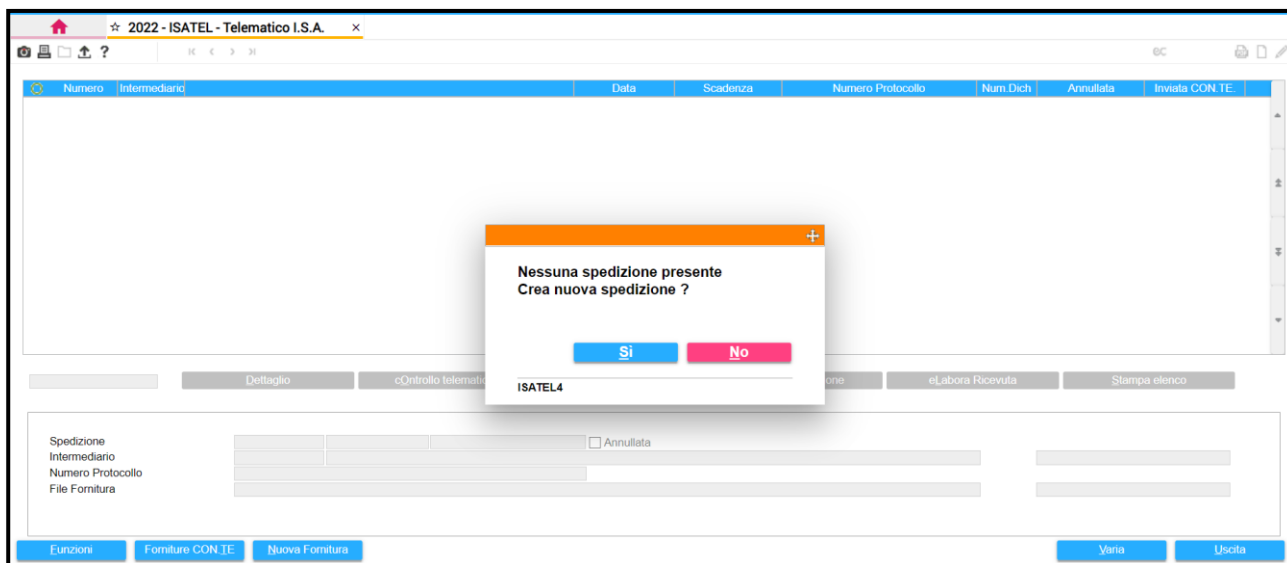 ☆ 2022 - ISATEL - Telematico I.S.A. ×
?
Numero Intermediario Data Scadenza Numero Protocollo Num.Dich Annullata Inviata CON.TE.
Nessuna spedizione presente
Crea nuova spedizione ?
Si No
ISATEL4
Dettaglio cOntrollo telematic one eLabora Ricevuta Stampa elenco
Spedizione Annullata
Intermediario
Numero Protocollo
File Fornitura
Funzioni Forniture CON.TE Nuova Fornitura Varia Uscita